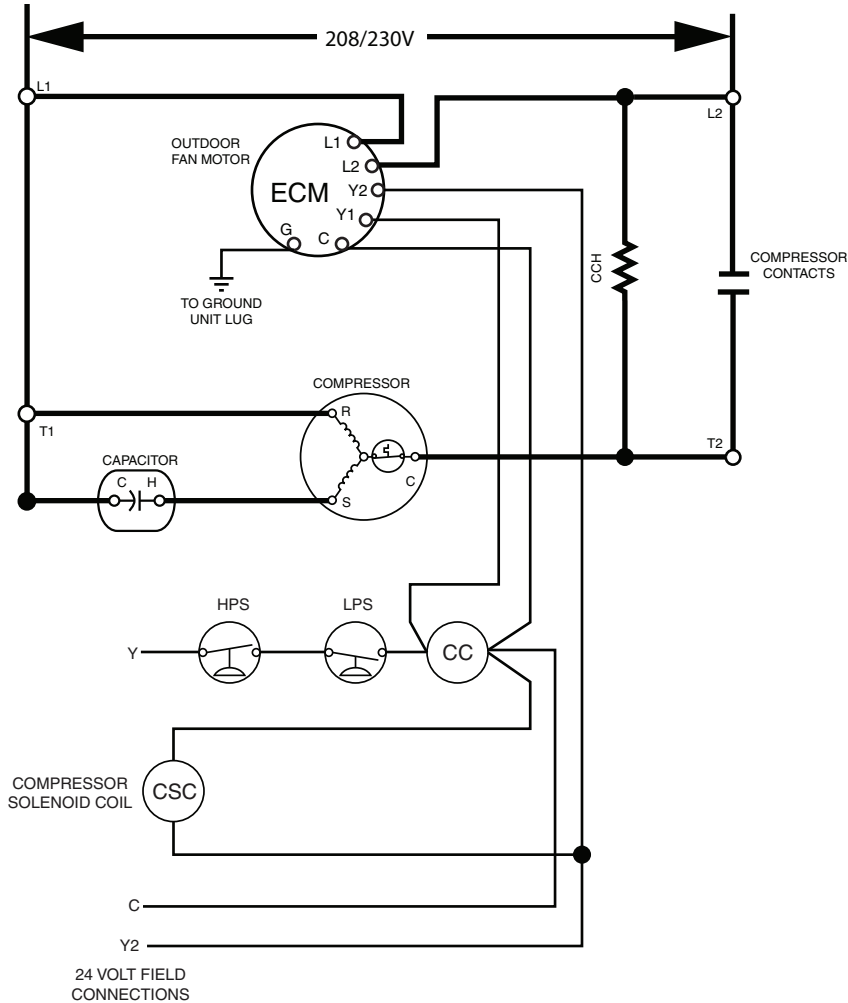 208/230V
L1
L2
OUTDOOR
FAN MOTOR
L1
L2
ECM
Y2
Y1
G
C
TO GROUND
UNIT LUG
CCH
COMPRESSOR
CONTACTS
COMPRESSOR
R
T1
T2
CAPACITOR
C H
C
S
HPS
LPS
Y
CC
COMPRESSOR
SOLENOID COIL
CSC
C
Y2
24 VOLT FIELD
CONNECTIONS